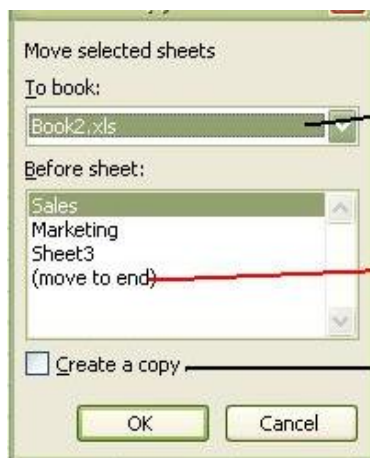 Move selected sheets
To book:
Book2.xls
Before sheet:
Sales
Marketing
Sheet3
(move to end)
Create a copy
OK
Cancel